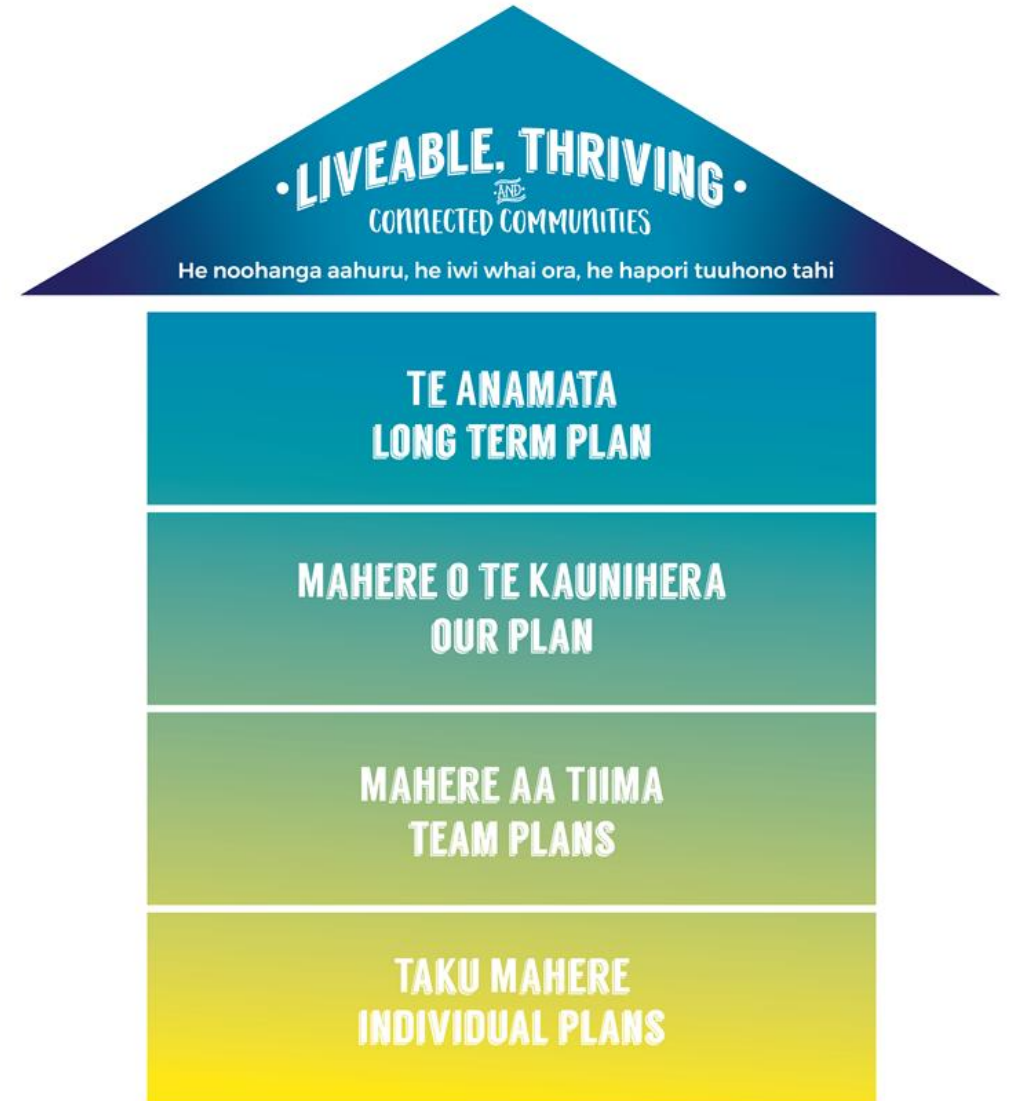 • LIVEABLE, THRIVING •
• AND •
CONNECTED COMMUNITIES
He noohanga aahuru, he iwi whai ora, he hapori tuuhono tahi
TE ANAMATA
LONG TERM PLAN
MAHERE O TE KAUNIHERA
OUR PLAN
MAHERE AA TIIMA
TEAM PLANS
TAKU MAHERE
INDIVIDUAL PLANS